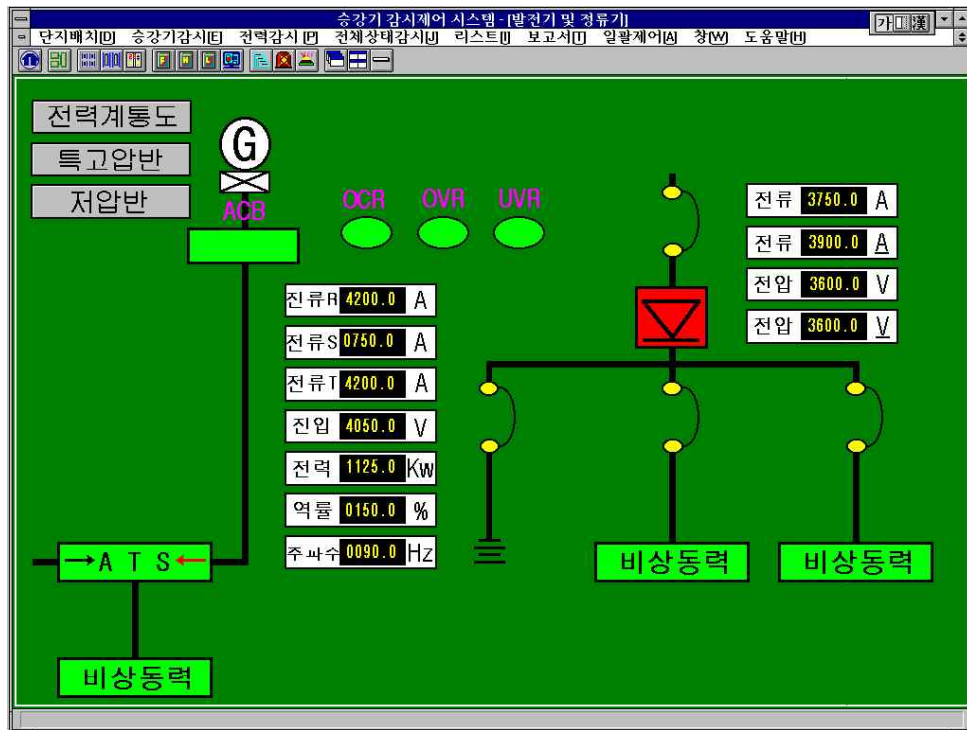 승강기 감시제어 시스템 - [발전기 및 정류기]
가 漢
단지배치[D] 승강기감시[E] 전력감시[P] 전체상태감시[J] 리스트[I] 보고서[T] 일괄제어[A] 창[W] 도움말[H]
전력계통도
특고압반
저압반
G
ACB
OCR OVR UVR
전류 3750.0 A
전류 3900.0 A
전압 3600.0 V
전압 3600.0 V
진류R 4200.0 A
전류S 0750.0 A
전류T 4200.0 A
진입 4050.0 V
전력 1125.0 Kw
역률 0150.0 %
주파수 0090.0 Hz
→A T S←
비상동력 비상동력
비상동력